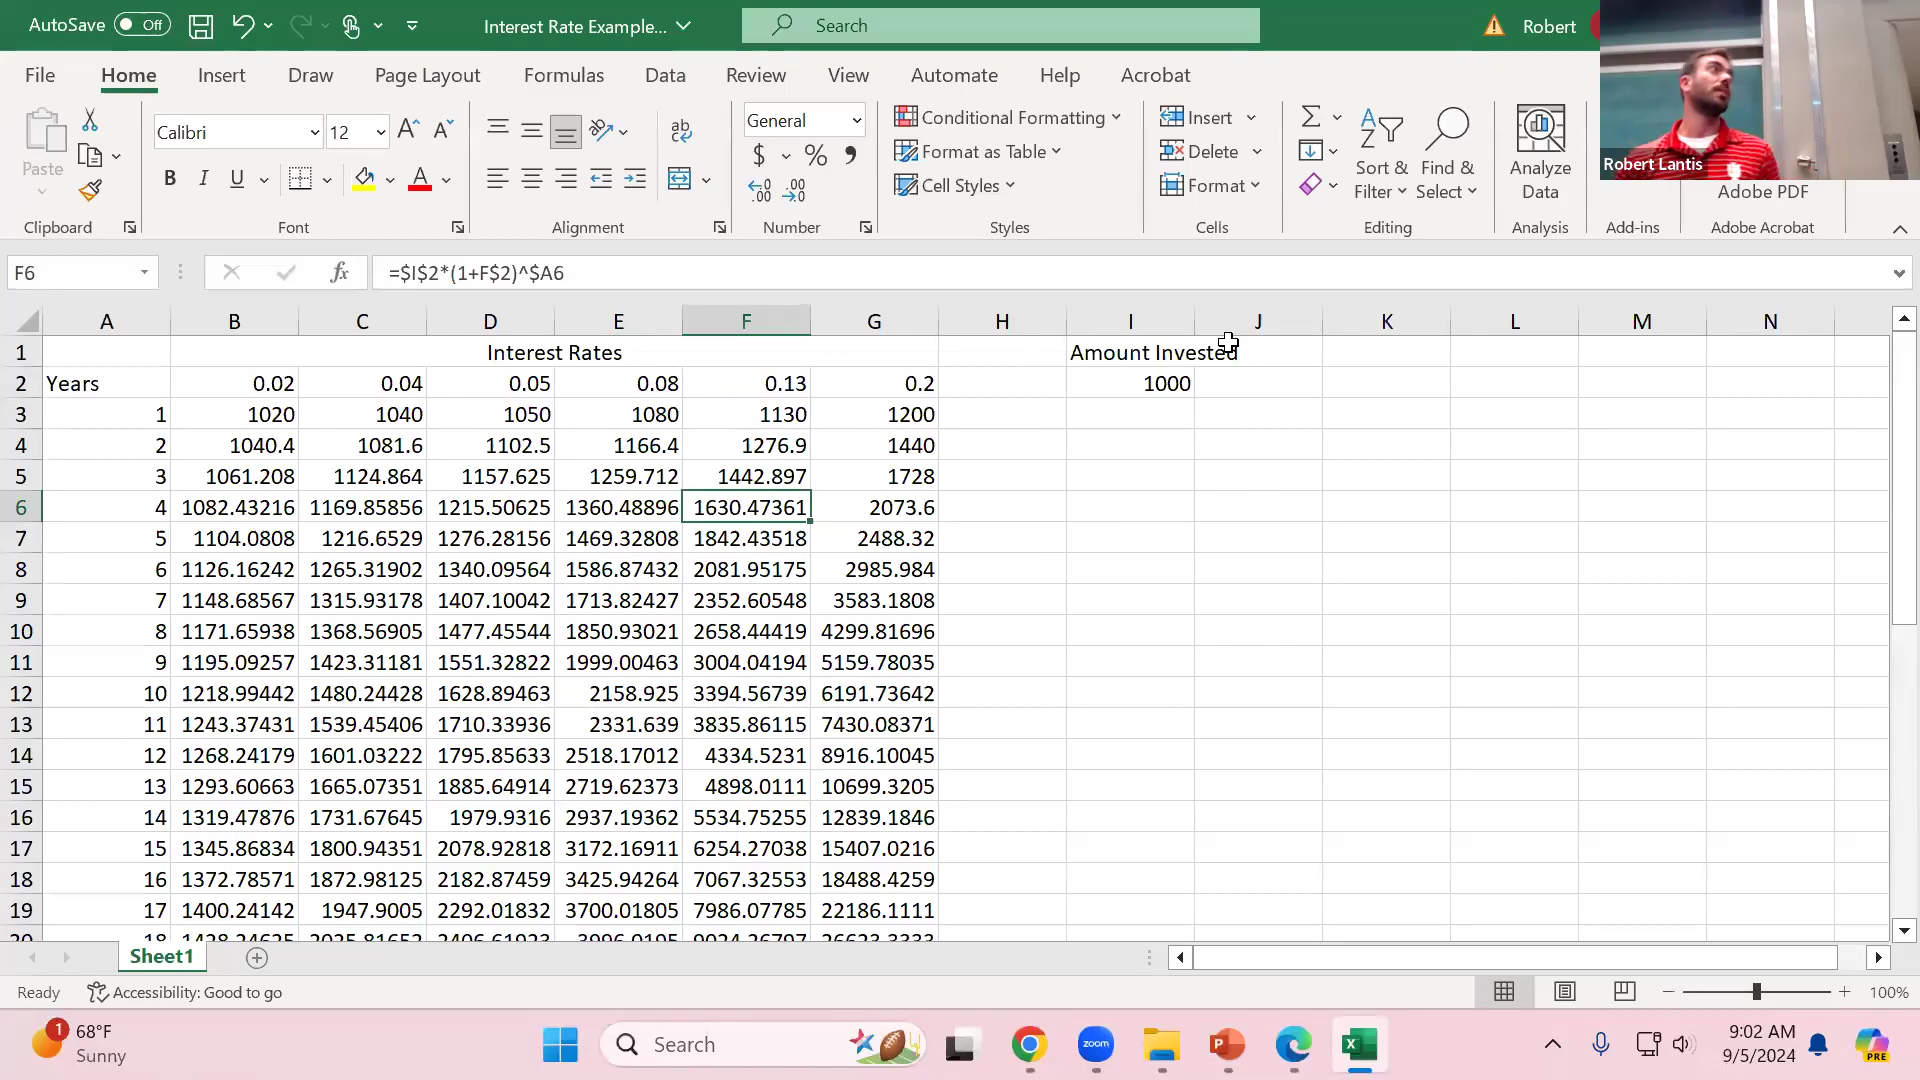 AutoSave Off Interest Rate Example... Search Robert
File Home Insert Draw Page Layout Formulas Data Review View Automate Help Acrobat
Paste Calibri 12 General Conditional Formatting Insert
B I U Format as Table Delete Sort & Filter Find & Select Analyze Data
Cell Styles Format Adobe PDF
Robert Lantis
Clipboard Font Alignment Number Styles Cells Editing Analysis Add-ins Adobe Acrobat
F6 fx =$I$2*(1+F$2)^$A6
A B C D E F G H I J K L M N
1 Interest Rates Amount Invested
2 Years 0.02 0.04 0.05 0.08 0.13 0.2 1000
3 1 1020 1040 1050 1080 1130 1200
4 2 1040.4 1081.6 1102.5 1166.4 1276.9 1440
5 3 1061.208 1124.864 1157.625 1259.712 1442.897 1728
6 4 1082.43216 1169.85856 1215.50625 1360.48896 1630.47361 2073.6
7 5 1104.0808 1216.6529 1276.28156 1469.32808 1842.43518 2488.32
8 6 1126.16242 1265.31902 1340.09564 1586.87432 2081.95175 2985.984
9 7 1148.68567 1315.93178 1407.10042 1713.82427 2352.60548 3583.1808
10 8 1171.65938 1368.56905 1477.45544 1850.93021 2658.44419 4299.81696
11 9 1195.09257 1423.31181 1551.32822 1999.00463 3004.04194 5159.78035
12 10 1218.99442 1480.24428 1628.89463 2158.925 3394.56739 6191.73642
13 11 1243.37431 1539.45406 1710.33936 2331.639 3835.86115 7430.08371
14 12 1268.24179 1601.03222 1795.85633 2518.17012 4334.5231 8916.10045
15 13 1293.60663 1665.07351 1885.64914 2719.62373 4898.0111 10699.3205
16 14 1319.47876 1731.67645 1979.9316 2937.19362 5534.75255 12839.1846
17 15 1345.86834 1800.94351 2078.92818 3172.16911 6254.27038 15407.0216
18 16 1372.78571 1872.98125 2182.87459 3425.94264 7067.32553 18488.4259
19 17 1400.24142 1947.9005 2292.01832 3700.01805 7986.07785 22186.1111
Sheet1
Ready Accessibility: Good to go 100%
68°F Sunny Search zoom 9:02 AM
9/5/2024 PRE